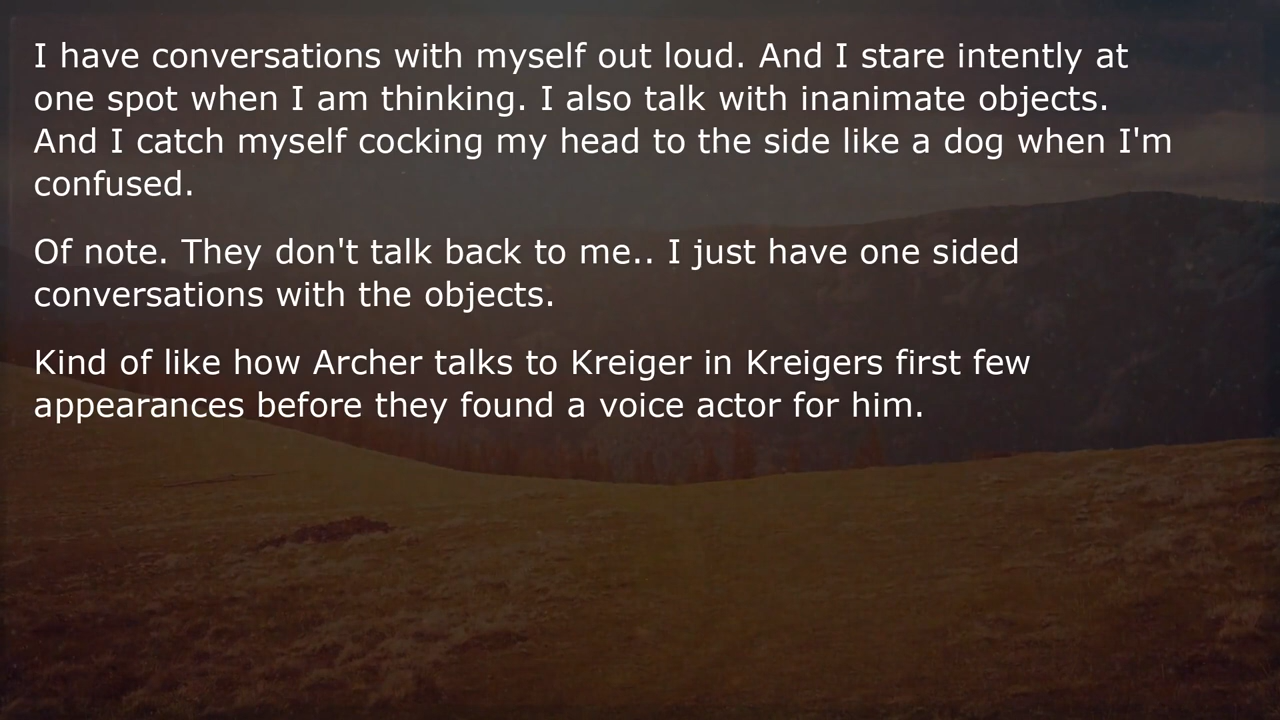 I have conversations with myself out loud. And I stare intently at
one spot when I am thinking. I also talk with inanimate objects.
And I catch myself cocking my head to the side like a dog when I'm
confused.
Of note. They don't talk back to me.. I just have one sided
conversations with the objects.
Kind of like how Archer talks to Kreiger in Kreigers first few
appearances before they found a voice actor for him.